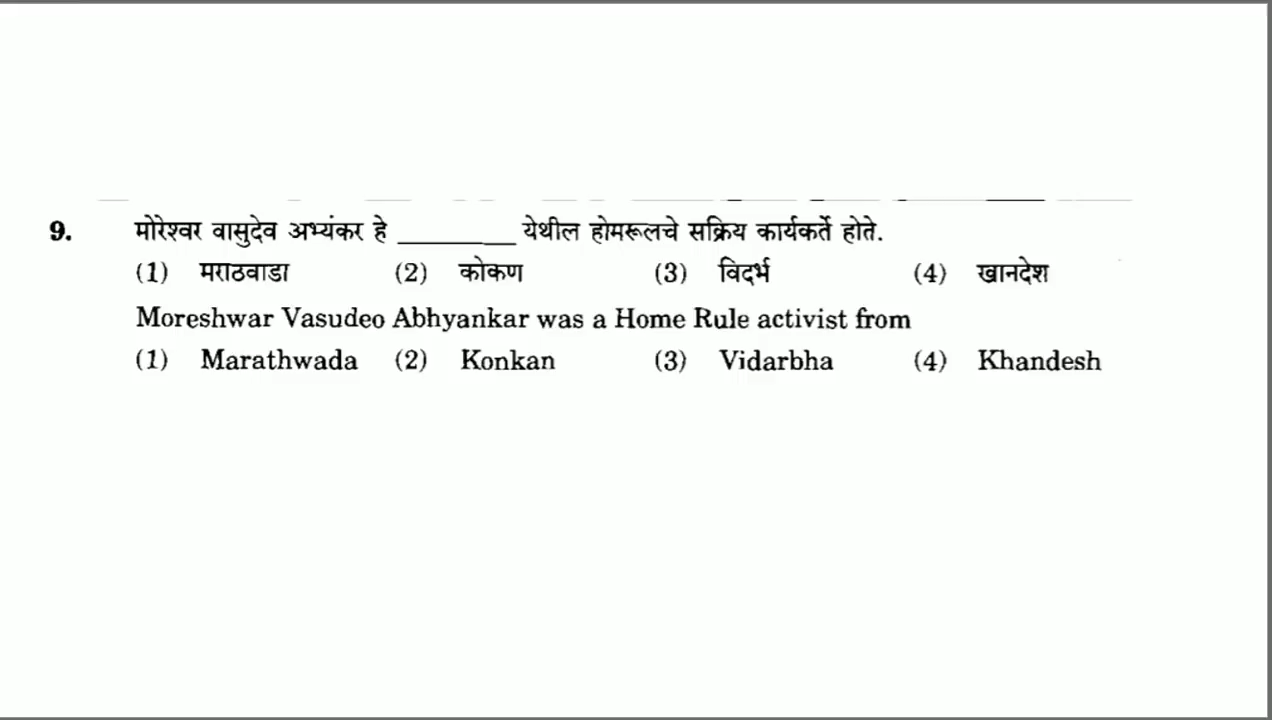 9. मोरेश्वर वासुदेव अभ्यंकर हे ________ येथील होमरूलचे सक्रिय कार्यकर्ते होते.
(1) मराठवाडा (2) कोकण (3) विदर्भ (4) खानदेश
Moreshwar Vasudeo Abhyankar was a Home Rule activist from
(1) Marathwada (2) Konkan (3) Vidarbha (4) Khandesh